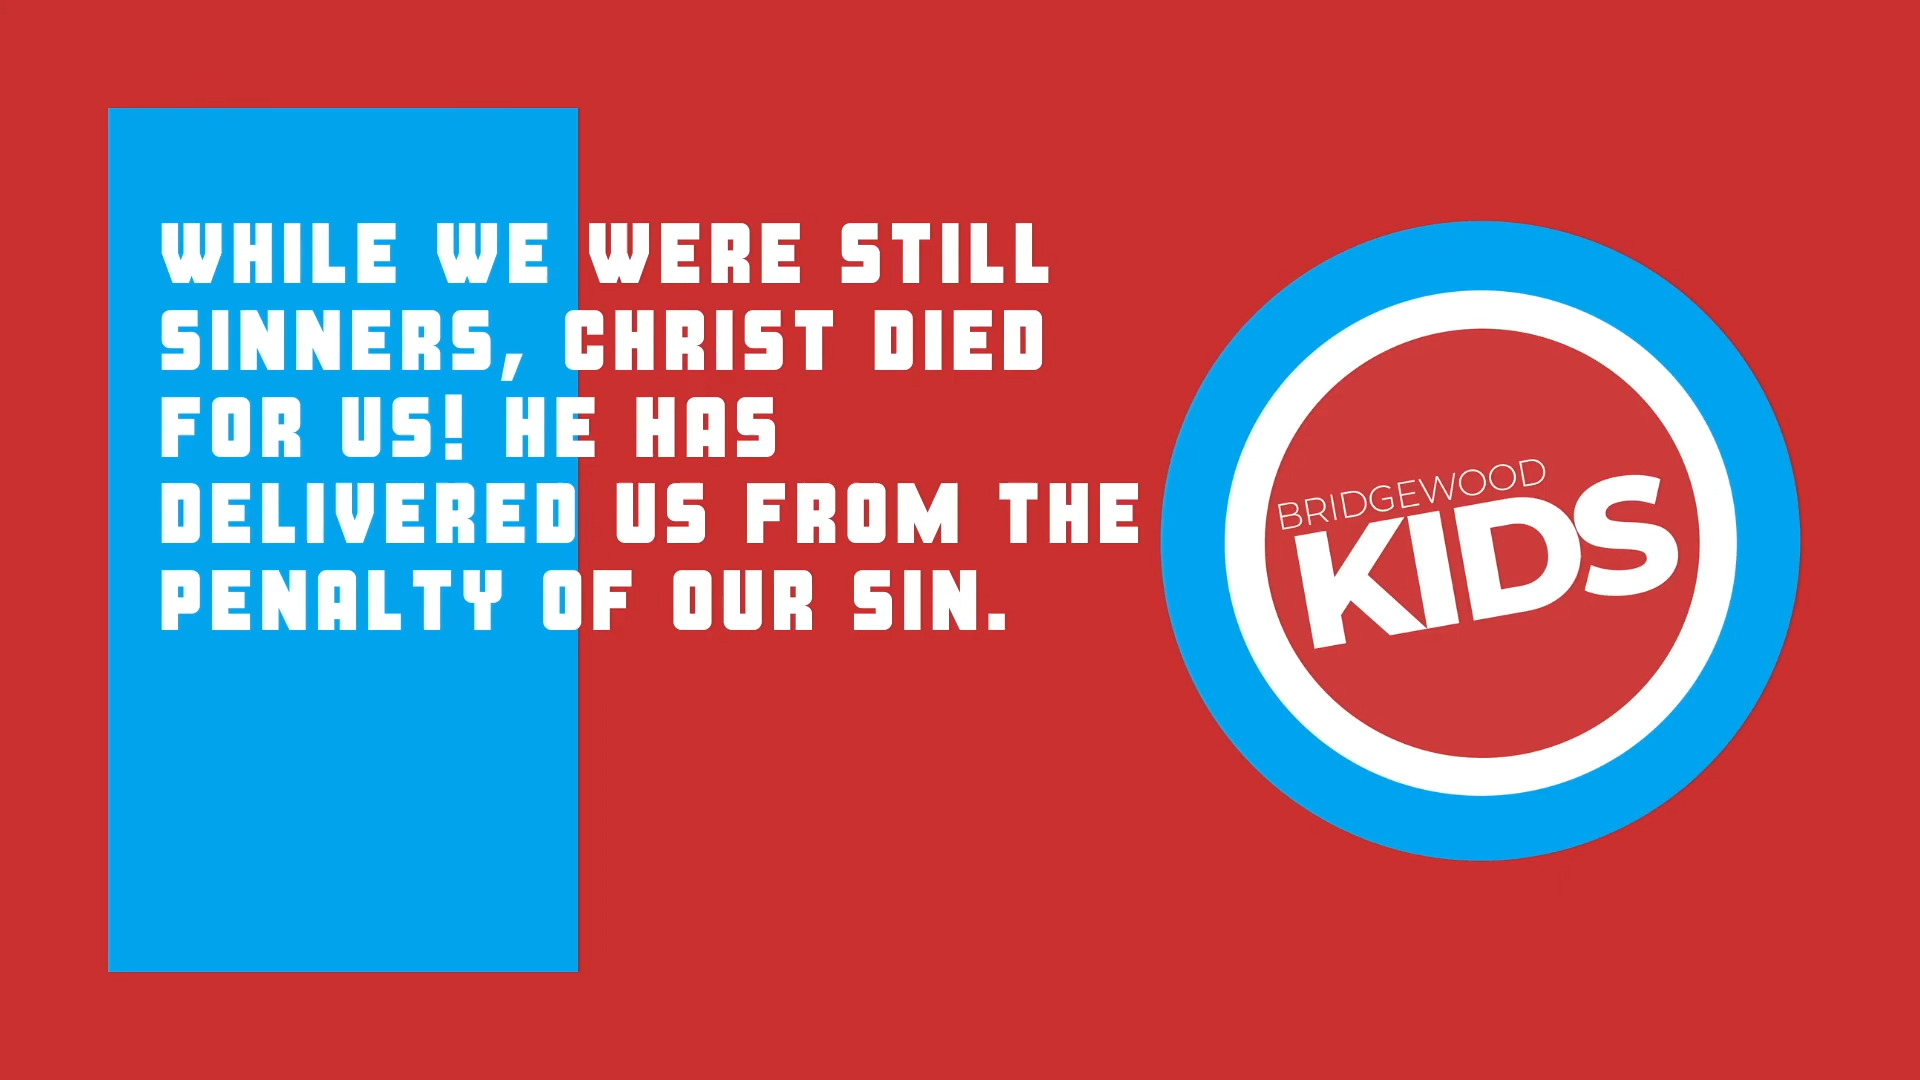 WHILE WE WERE STILL
SINNERS, CHRIST DIED
FOR US! HE HAS
DELIVERED US FROM THE
PENALTY OF OUR SIN.
BRIDGEWOOD
KIDS